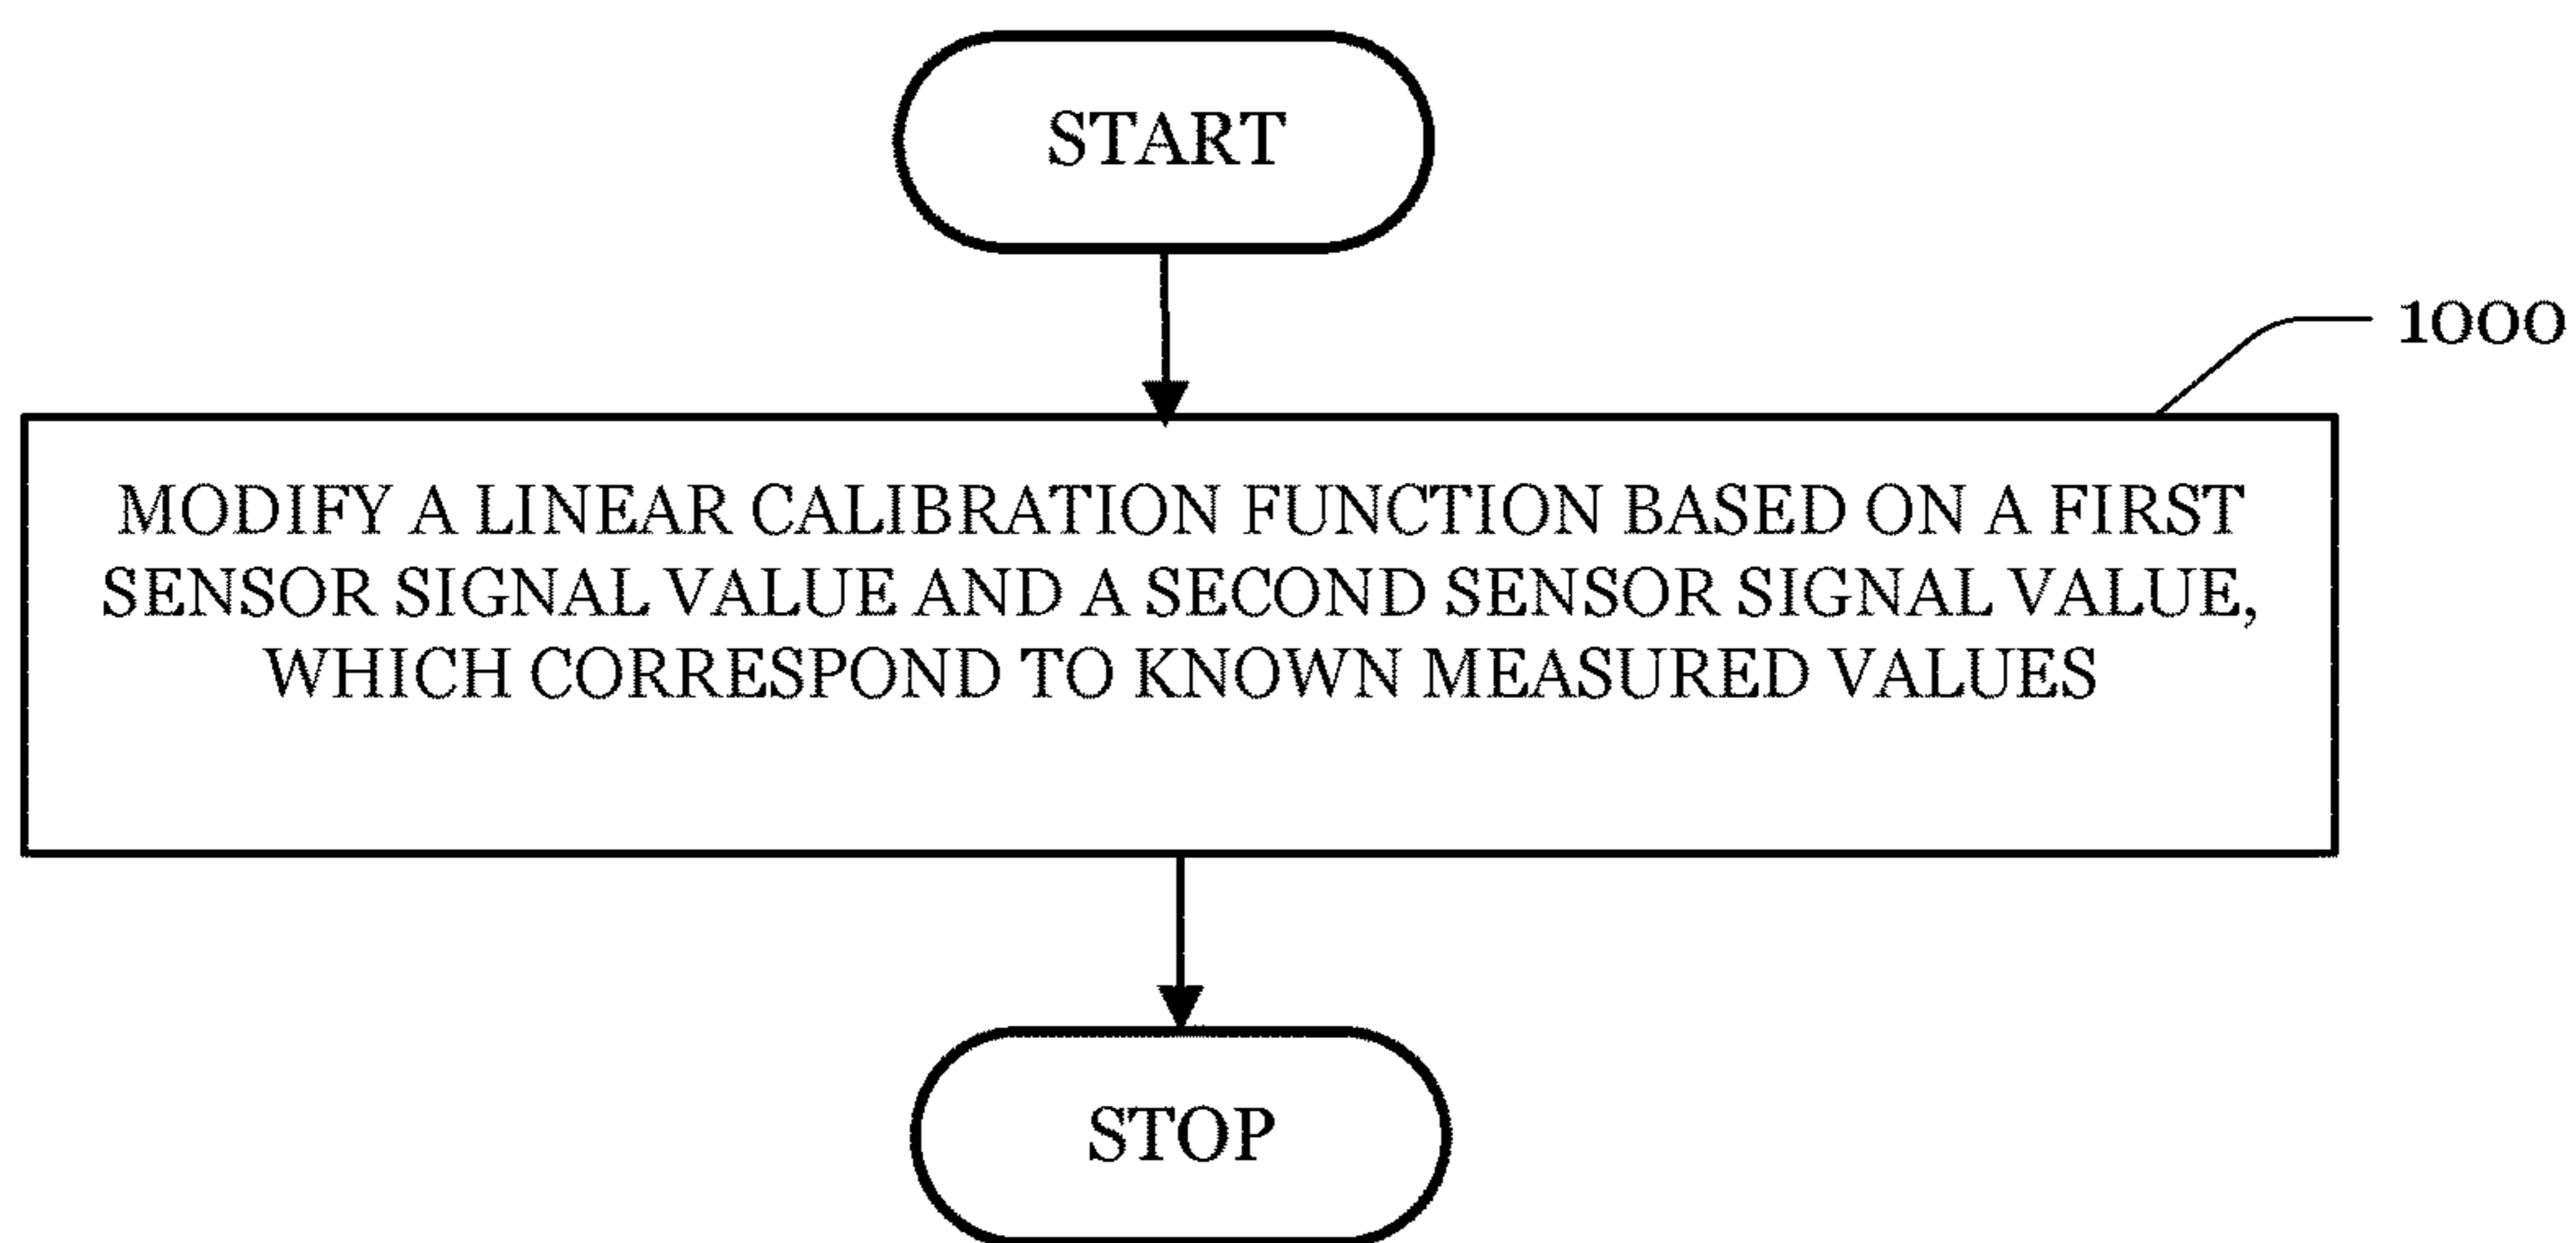 START
1000
MODIFY A LINEAR CALIBRATION FUNCTION BASED ON A FIRST
SENSOR SIGNAL VALUE AND A SECOND SENSOR SIGNAL VALUE,
WHICH CORRESPOND TO KNOWN MEASURED VALUES
STOP